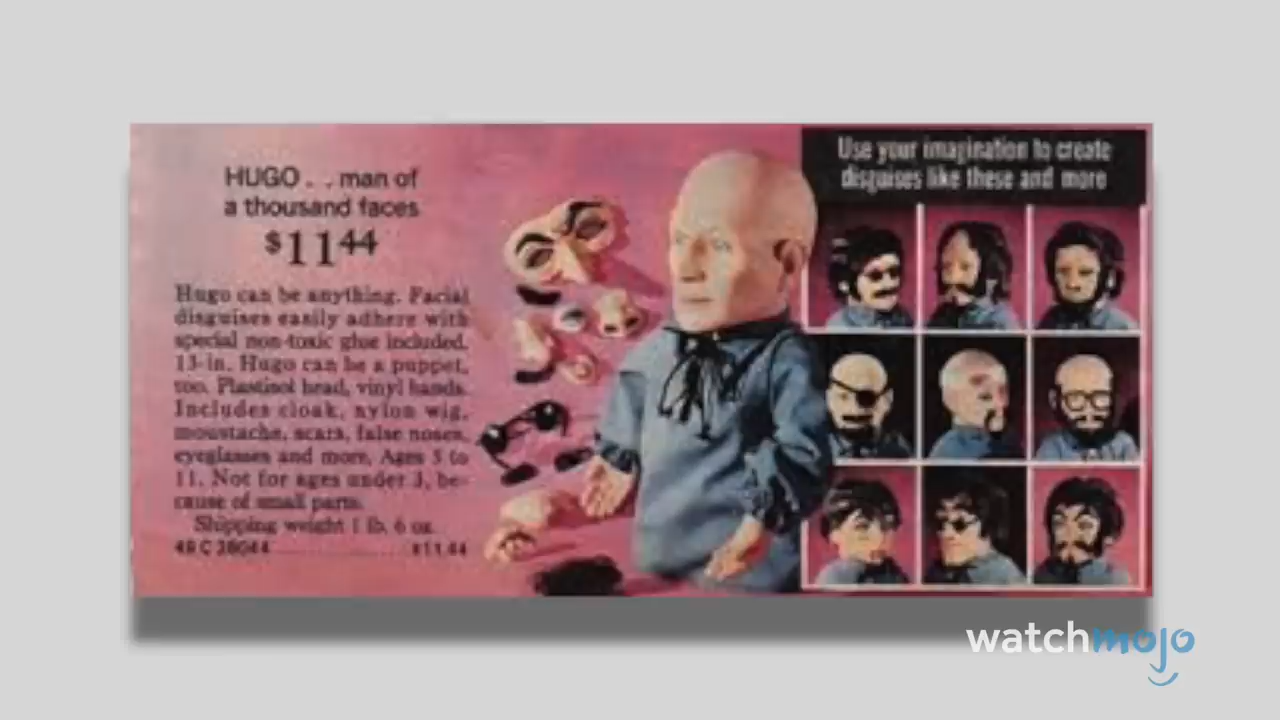 HUGO . . man of
a thousand faces
$11 44
Hugo can be anything. Facial
disguises easily adhere with
special non-toxic glue included.
13-in. Hugo can be a puppet,
too. Plastisol head, vinyl hands.
Includes cloak, nylon wig,
moustache, scars, false noses,
eyeglasses and more. Ages 5 to
11. Not for ages under 3, be-
cause of small parts.
Shipping weight 1 lb. 6 oz.
49 C 36044 $11.44
Use your imagination to create
disguises like these and more
watchmojo